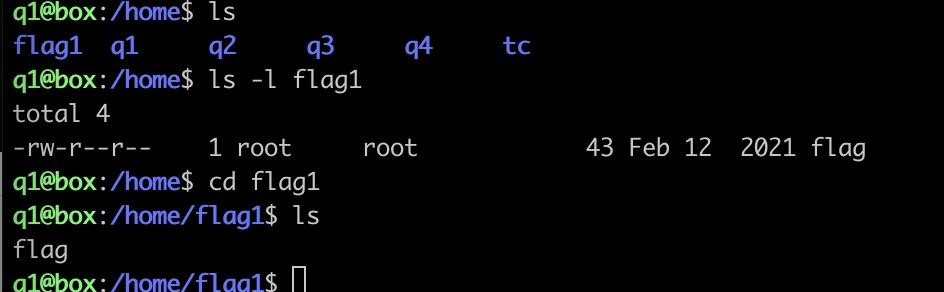 q1@box:/home$ ls
flag1  q1     q2     q3     q4     tc
q1@box:/home$ ls -l flag1
total 4
-rw-r--r--    1 root     root            43 Feb 12  2021 flag
q1@box:/home$ cd flag1
q1@box:/home/flag1$ ls
flag
q1@box:/home/flag1$